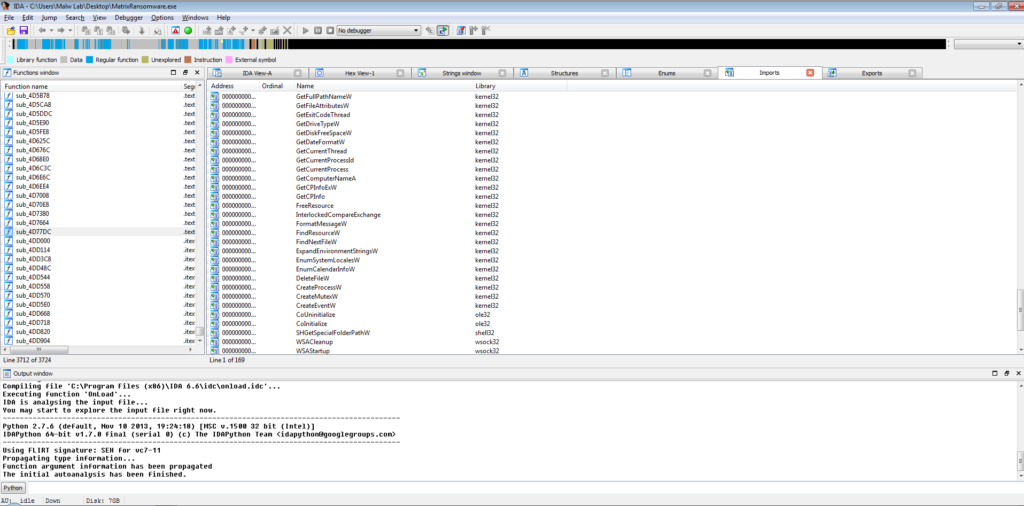 IDA - C:\Users\Malw Lab\Desktop\MatrixRansomware.exe
File Edit Jump Search View Debugger Options Windows Help
No debugger
Library function Data Regular function Unexplored Instruction External symbol
Functions window
IDA View-A Hex View-1 Strings window Structures Enums Imports Exports
Function name Seg
Address Ordinal Name Library
sub_4D5B78 .text
sub_4D5CA8 .text
sub_4D5DDC .text
sub_4D5E90 .text
sub_4D5FE8 .text
sub_4D625C .text
sub_4D676C .text
sub_4D68E0 .text
sub_4D6C3C .text
sub_4D6E6C .text
sub_4D6EE4 .text
sub_4D7008 .text
sub_4D70E8 .text
sub_4D7380 .text
sub_4D7664 .text
sub_4D77DC .text
sub_4DD000 .itex
sub_4DD114 .itex
sub_4DD3C8 .itex
sub_4DD48C .itex
sub_4DD544 .itex
sub_4DD558 .itex
sub_4DD570 .itex
sub_4DD5E0 .itex
sub_4DD668 .itex
sub_4DD718 .itex
sub_4DD820 .itex
sub_4DD904 .itex
Line 3712 of 3724
000000000... GetFullPathNameW kernel32
000000000... GetFileAttributesW kernel32
000000000... GetExitCodeThread kernel32
000000000... GetDriveTypeW kernel32
000000000... GetDiskFreeSpaceW kernel32
000000000... GetDateFormatW kernel32
000000000... GetCurrentThread kernel32
000000000... GetCurrentProcessId kernel32
000000000... GetCurrentProcess kernel32
000000000... GetComputerNameA kernel32
000000000... GetCPInfoExW kernel32
000000000... GetCPInfo kernel32
000000000... FreeResource kernel32
000000000... InterlockedCompareExchange kernel32
000000000... FormatMessageW kernel32
000000000... FindResourceW kernel32
000000000... FindNextFileW kernel32
000000000... ExpandEnvironmentStringsW kernel32
000000000... EnumSystemLocalesW kernel32
000000000... EnumCalendarInfoW kernel32
000000000... DeleteFileW kernel32
000000000... CreateProcessW kernel32
000000000... CreateMutexW kernel32
000000000... CreateEventW kernel32
000000000... CoUninitialize ole32
000000000... CoInitialize ole32
000000000... SHGetSpecialFolderPathW shell32
000000000... WSACleanup wsock32
000000000... WSAStartup wsock32
Line 1 of 169
Output window
Compiling file 'C:\Program Files (x86)\IDA 6.6\idc\onload.idc'...
Executing function 'OnLoad'...
IDA is analysing the input file...
You may start to explore the input file right now.
Python 2.7.6 (default, Nov 10 2013, 19:24:18) [MSC v.1500 32 bit (Intel)]
IDAPython 64-bit v1.7.0 final (serial 0) (c) The IDAPython Team <idapython@googlegroups.com>
Using FLIRT signature: SEH for vc7-11
Propagating type information...
Function argument information has been propagated
The initial autoanalysis has been finished.
Python
AU: idle Down Disk: 7GB